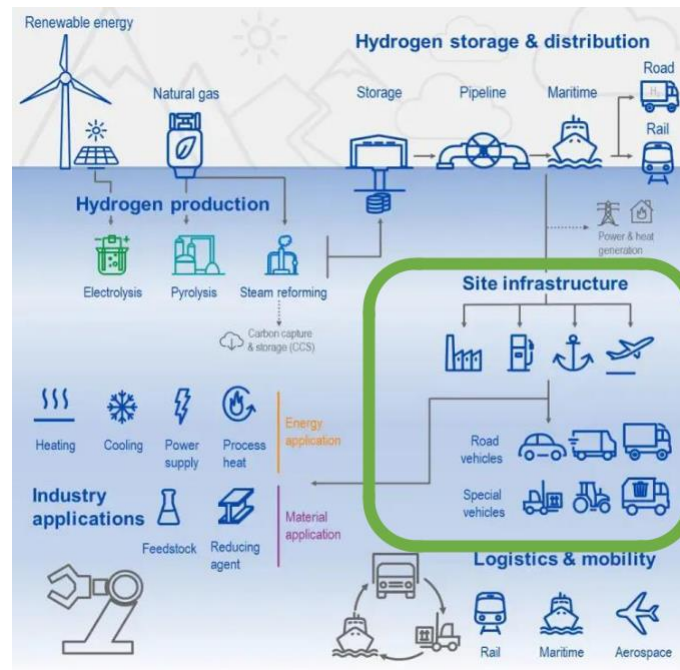 Renewable energy
Natural gas
Hydrogen storage & distribution
Storage
Pipeline
Maritime
Road
H₂
Rail
Hydrogen production
Electrolysis
Pyrolysis
Steam reforming
Carbon capture
& storage (CCS)
Power & heat
generation
Site infrastructure
Heating
Cooling
Power
supply
Process
heat
Energy
application
Road
vehicles
Special
vehicles
Industry
applications
Feedstock
Reducing
agent
Material
application
Logistics & mobility
Rail
Maritime
Aerospace